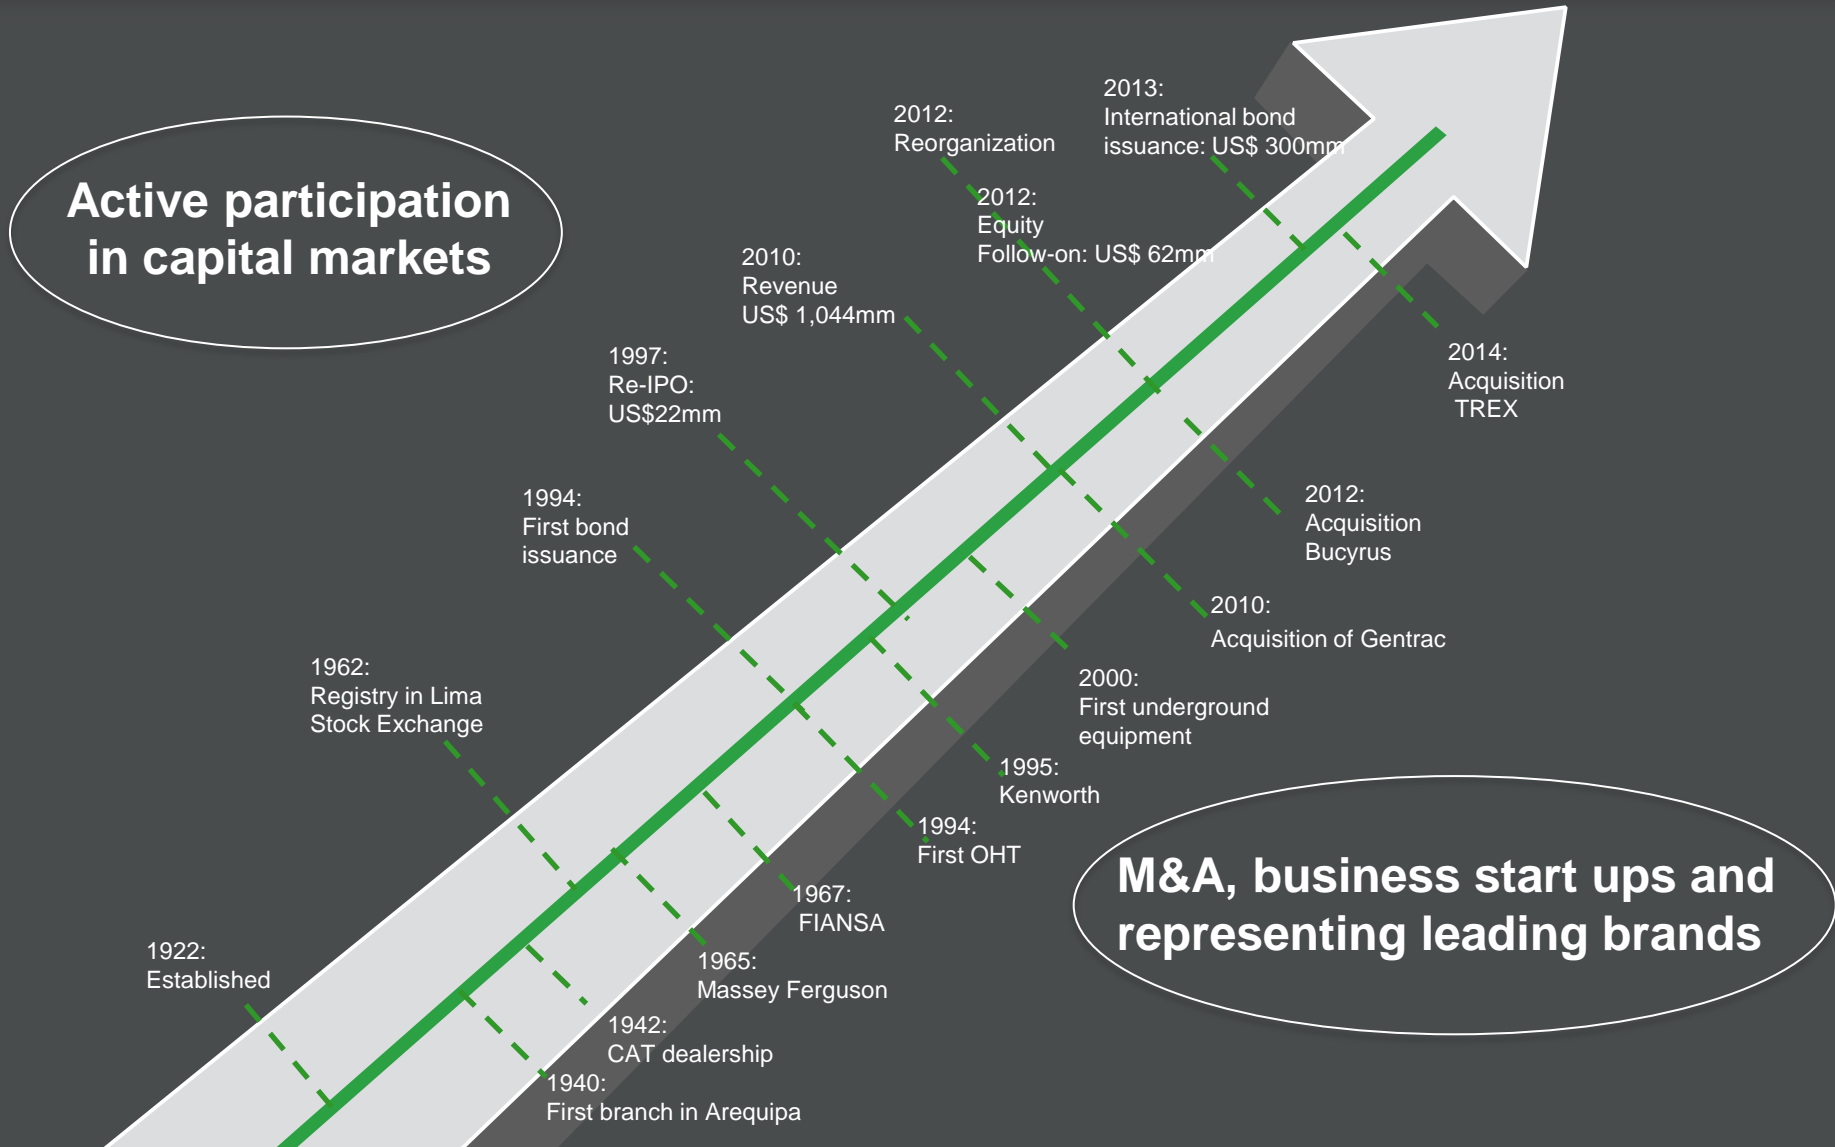 Active participation
in capital markets
2013:
International bond
issuance: US$ 300mm
2012:
Reorganization
2012:
Equity
Follow-on: US$ 62mm
2010:
Revenue
US$ 1,044mm
1997:
Re-IPO:
US$22mm
1994:
First bond
issuance
1962:
Registry in Lima
Stock Exchange
1922:
Established
2014:
Acquisition
TREX
2012:
Acquisition
Bucyrus
2010:
Acquisition of Gentrac
2000:
First underground
equipment
1995:
Kenworth
1994:
First OHT
1967:
FIANSA
1965:
Massey Ferguson
1942:
CAT dealership
1940:
First branch in Arequipa
M&A, business start ups and
representing leading brands